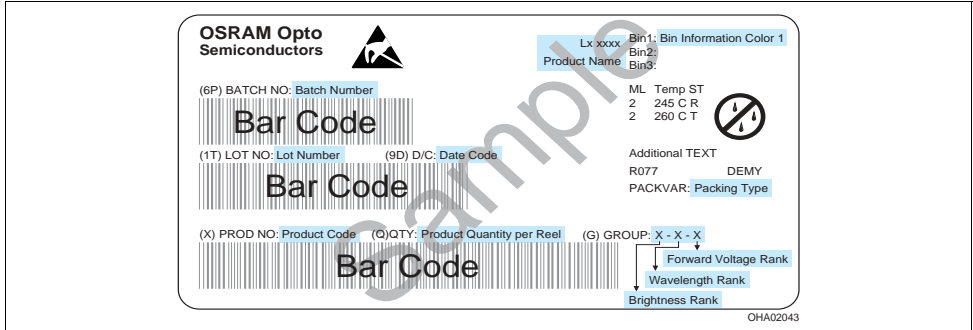 OSRAM Opto
Semiconductors
Lx xxxx
Product Name
Bin1: Bin Information Color 1
Bin2:
Bin3:
(6P) BATCH NO: Batch Number
Bar Code
ML Temp ST
2 245 C R
2 260 C T
(1T) LOT NO: Lot Number (9D) D/C: Date Code
Bar Code
Additional TEXT
R077 DEMY
PACKVAR: Packing Type
(X) PROD NO: Product Code (Q)QTY: Product Quantity per Reel (G) GROUP: X - X - X
Bar Code
Forward Voltage Rank
Wavelength Rank
Brightness Rank
Sample
OHA02043